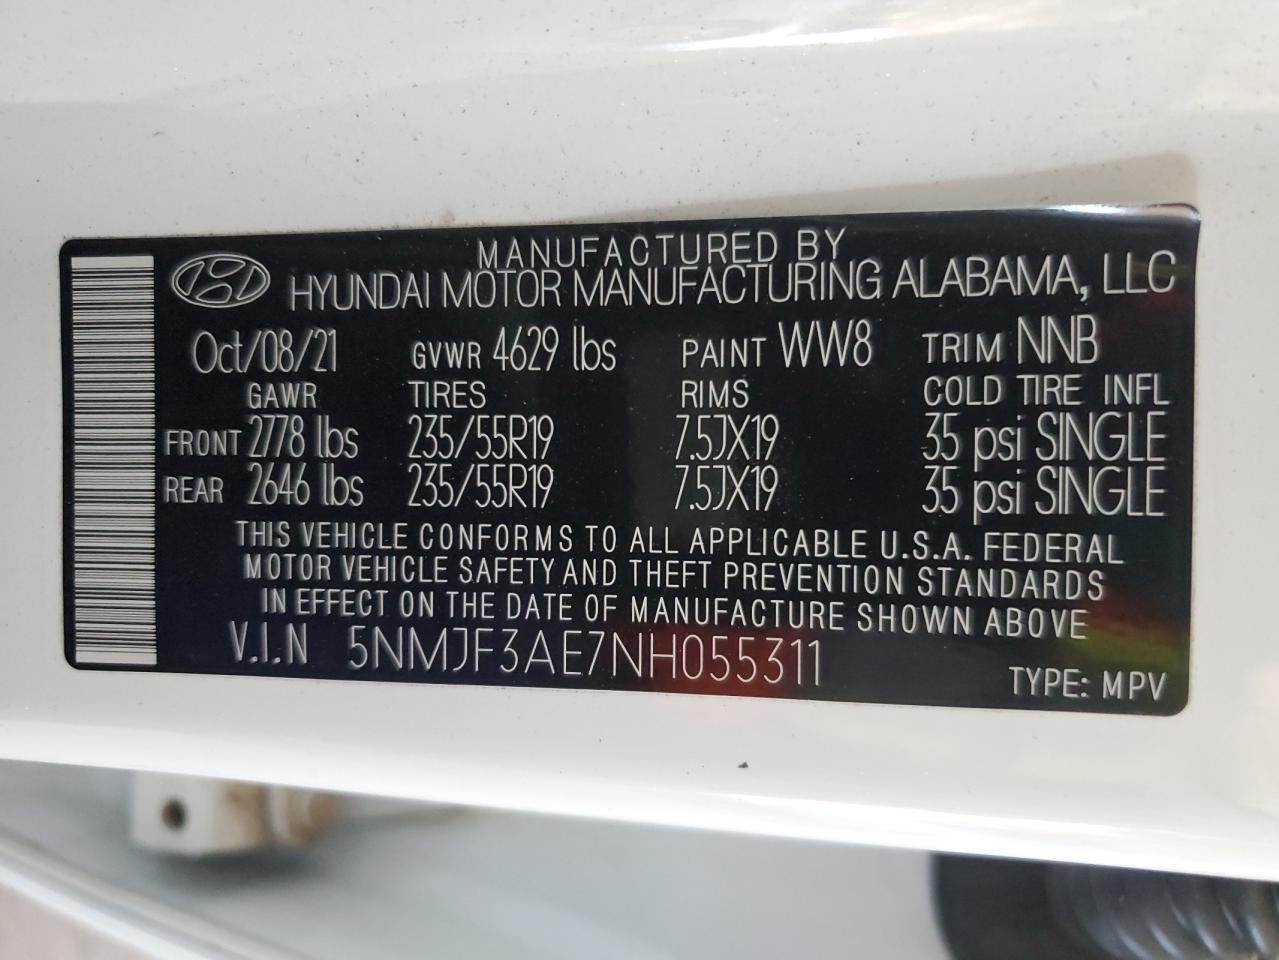 MANUFACTURED BY
HYUNDAI MOTOR MANUFACTURING ALABAMA, LLC
Oct/08/21 GVWR 4629 lbs PAINT WW8 TRIM NNB
GAWR TIRES RIMS COLD TIRE INFL
FRONT 2778 lbs 235/55R19 7.5JX19 35 psi SINGLE
REAR 2646 lbs 235/55R19 7.5JX19 35 psi SINGLE
THIS VEHICLE CONFORMS TO ALL APPLICABLE U.S.A. FEDERAL
MOTOR VEHICLE SAFETY AND THEFT PREVENTION STANDARDS
IN EFFECT ON THE DATE OF MANUFACTURE SHOWN ABOVE
V.I.N 5NMJF3AE7NH055311
TYPE: MPV